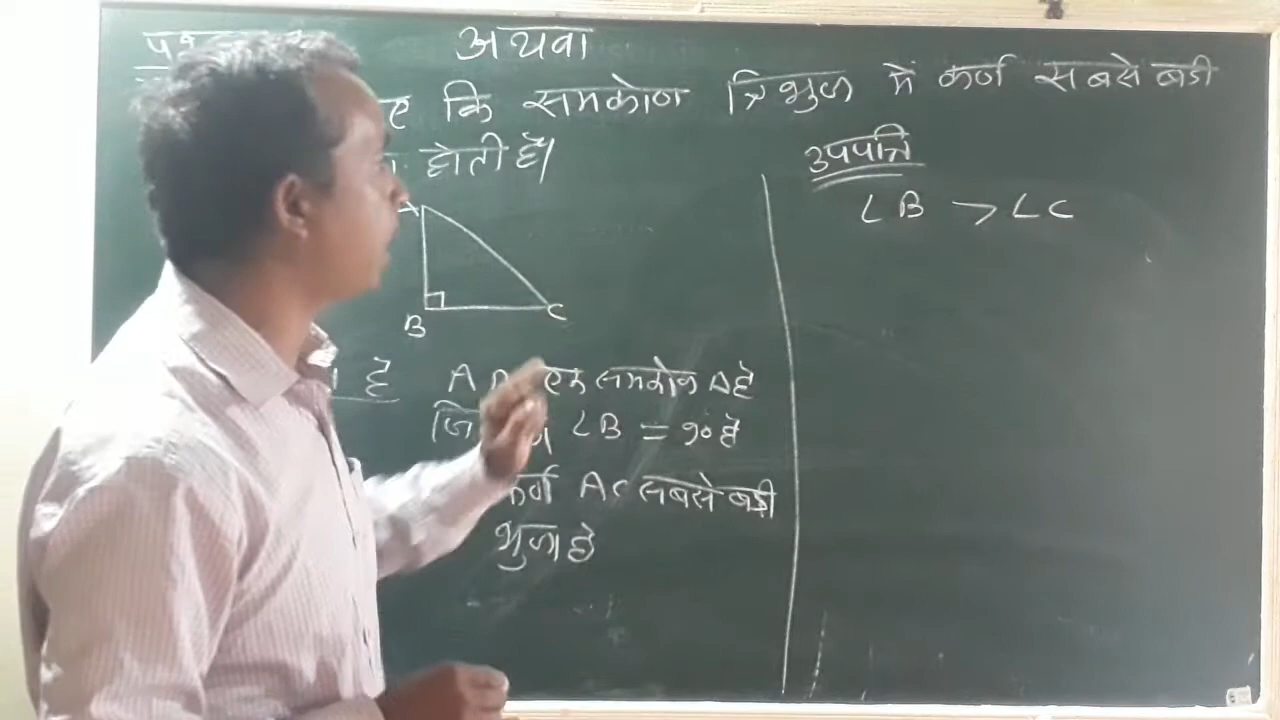 अथवा
कि समकोण त्रिभुज में कर्ण सबसे बड़ी
होती है।
उपपत्ति
∠B > ∠C
A
B
C
है
A एक समकोण Δ है
∠B = 90 है
कर्ण AC सबसे बड़ी
भुजा है